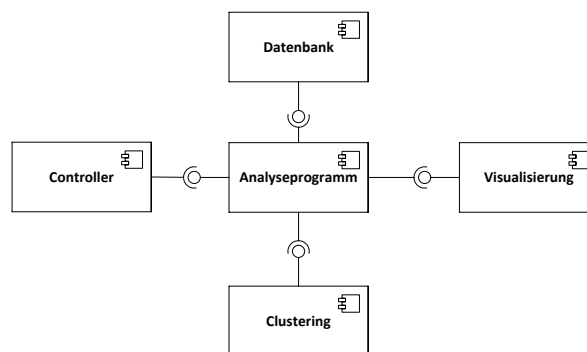 Datenbank
Controller
Analyseprogramm
Visualisierung
Clustering